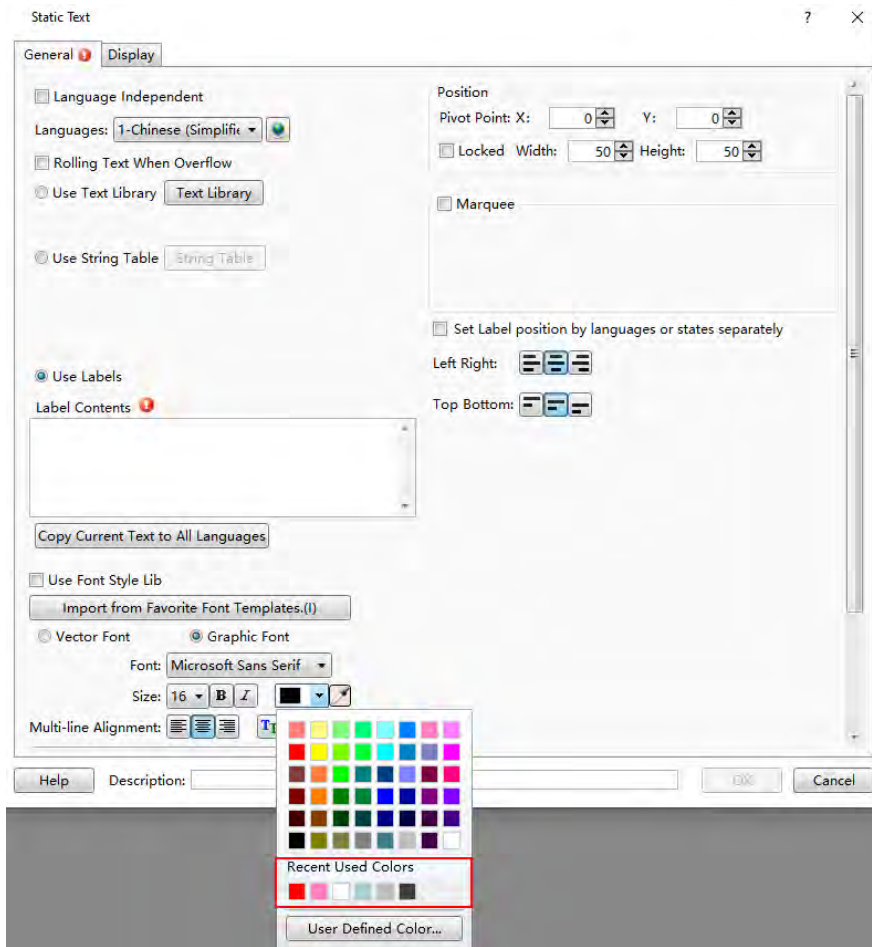 Static Text
?
General Display
Language Independent
Languages: 1-Chinese (Simplific
Rolling Text When Overflow
Use Text Library Text Library
Use String Table String Table
Use Labels
Label Contents
Copy Current Text to All Languages
Use Font Style Lib
Import from Favorite Font Templates.(I)
Vector Font Graphic Font
Font: Microsoft Sans Serif
Size: 16 B I
Multi-line Alignment:
Position
Pivot Point: X: 0 Y: 0
Locked Width: 50 Height: 50
Marquee
Set Label position by languages or states separately
Left Right:
Top Bottom:
Help Description: OK Cancel
Recent Used Colors
User Defined Color...